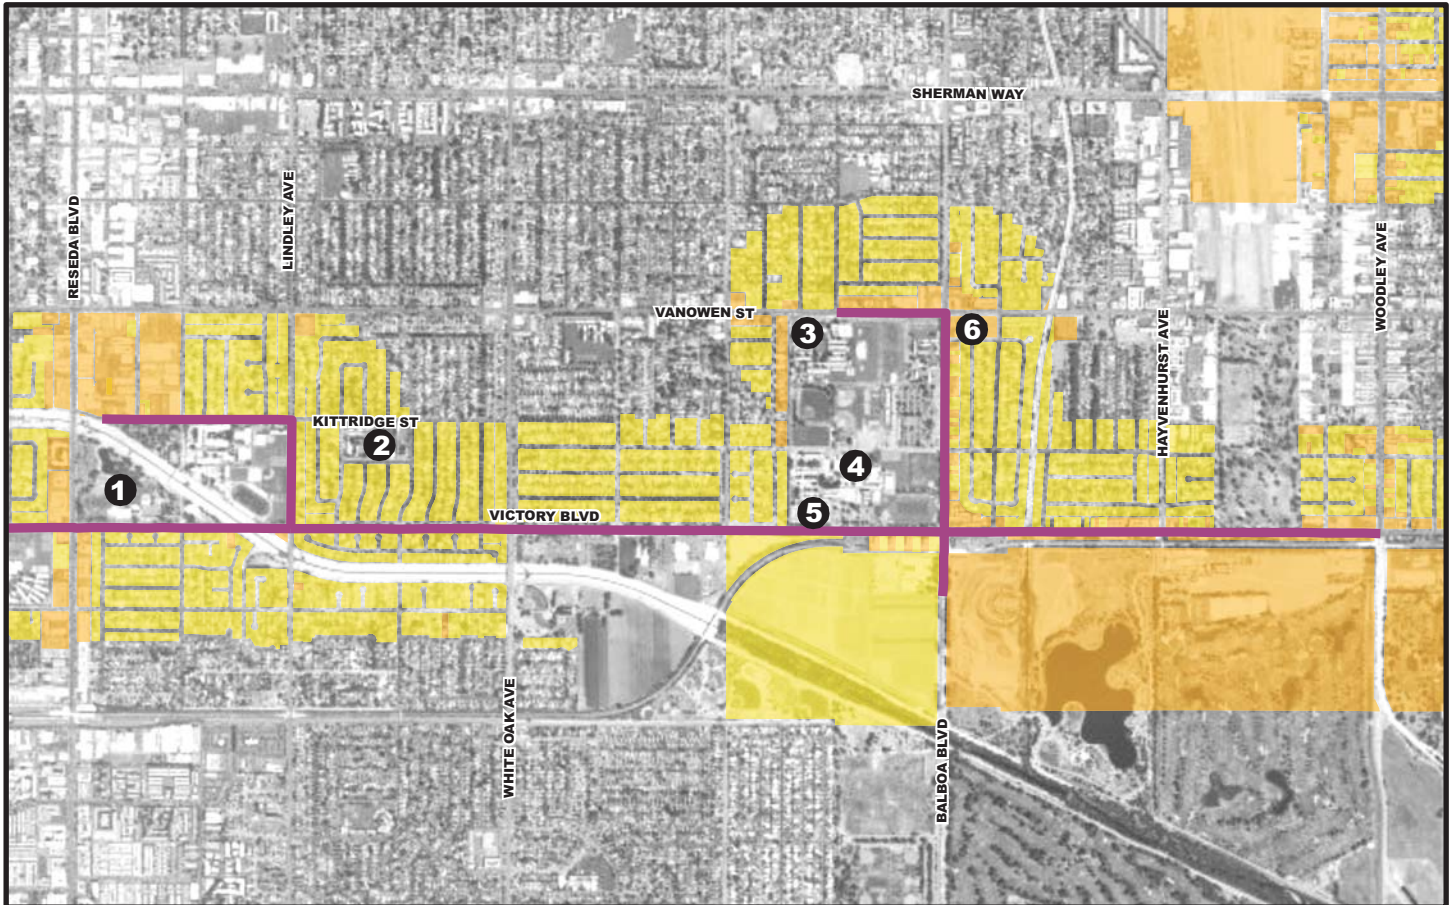 SHERMAN WAY
LINDLEY AVE
RESEDA BLVD
WOODLEY AVE
VANOWEN ST
HAYVENHURST AVE
3
6
KITTRIDGE ST
2
4
1
5
VICTORY BLVD
WHITE OAK AVE
BALBOA BLVD